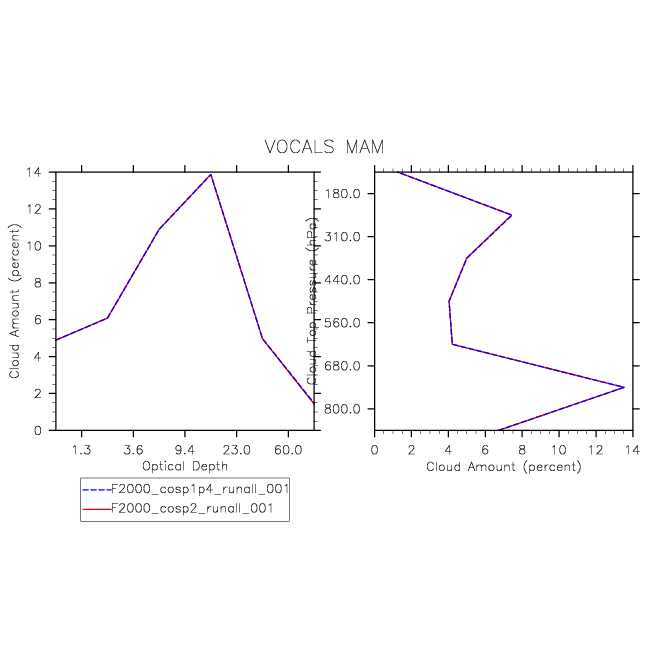 VOCALS MAM
Cloud Amount (percent)
14
12
10
8
6
4
2
0
1.3 3.6 9.4 23.0 60.0
Optical Depth
Cloud Top Pressure (hPa)
180.0
310.0
440.0
560.0
680.0
800.0
0 2 4 6 8 10 12 14
Cloud Amount (percent)
F2000_cosp1p4_runall_001
F2000_cosp2_runall_001